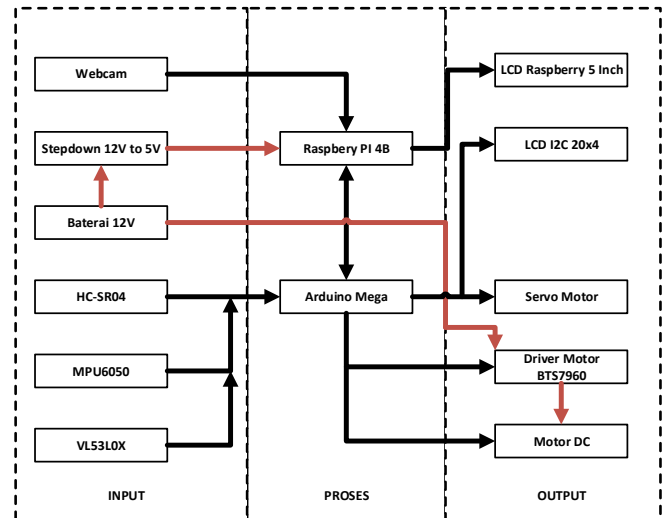 Webcam
Stepdown 12V to 5V
Baterai 12V
HC-SR04
MPU6050
VL53L0X
INPUT
Raspbery PI 4B
Arduino Mega
PROSES
LCD Raspberry 5 Inch
LCD I2C 20x4
Servo Motor
Driver Motor
BTS7960
Motor DC
OUTPUT